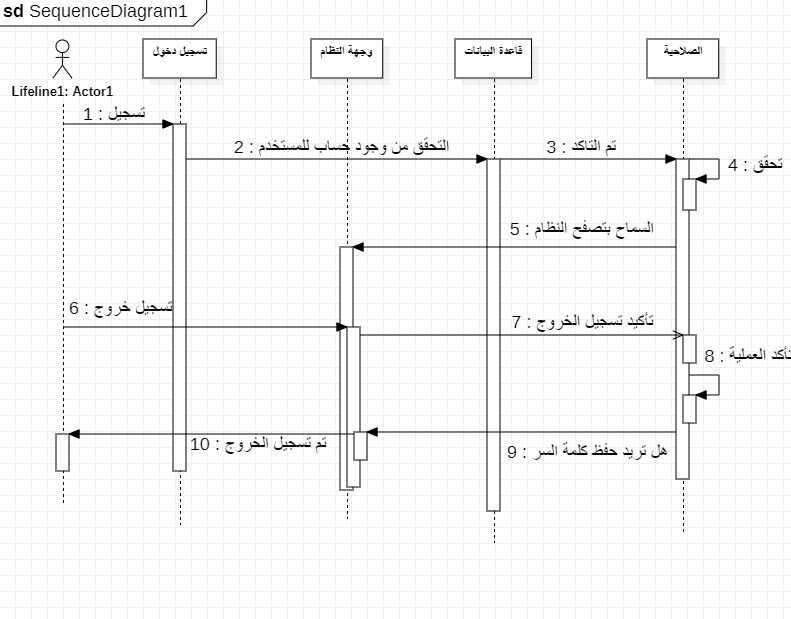 sd SequenceDiagram1
Lifeline1: Actor1
تسجيل دخول
وجهة النظام
قاعدة البيانات
الصلاحية
1 : تسجيل
2 : التحقق من وجود حساب للمستخدم
3 : تم التاكد
4 : تحقق
5 : السماح بتصفح النظام
6 : تسجيل خروج
7 : تأكيد تسجيل الخروج
8 : تأكد العملية
9 : هل تريد حفظ كلمة السر
10 : تم تسجيل الخروج